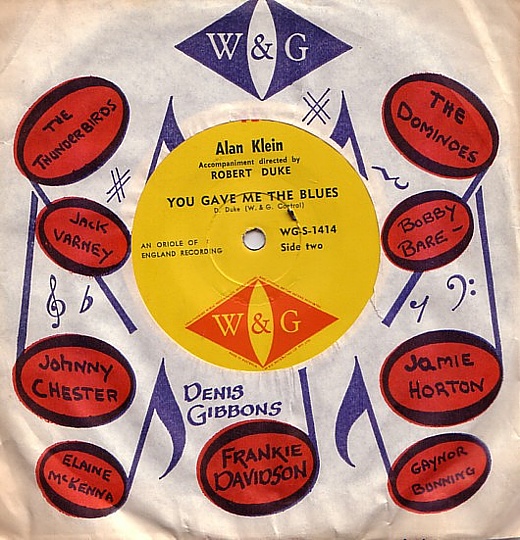 W & G
THE
THUNDERBIRDS
THE
DOMINOES
JACK
VARNEY
BOBBY
BARE -
Alan Klein
Accompaniment directed by
ROBERT DUKE
YOU GAVE ME THE BLUES
D. Duke (W. & G. Control)
AN ORIOLE OF
ENGLAND RECORDING
WG-S-1414
Side two
W & G
JOHNNY
CHESTER
JAMIE
HORTON
DENIS
GIBBONS
ELAINE
McKENNA
FRANKIE
DAVIDSON
GAYNOR
BUNNING